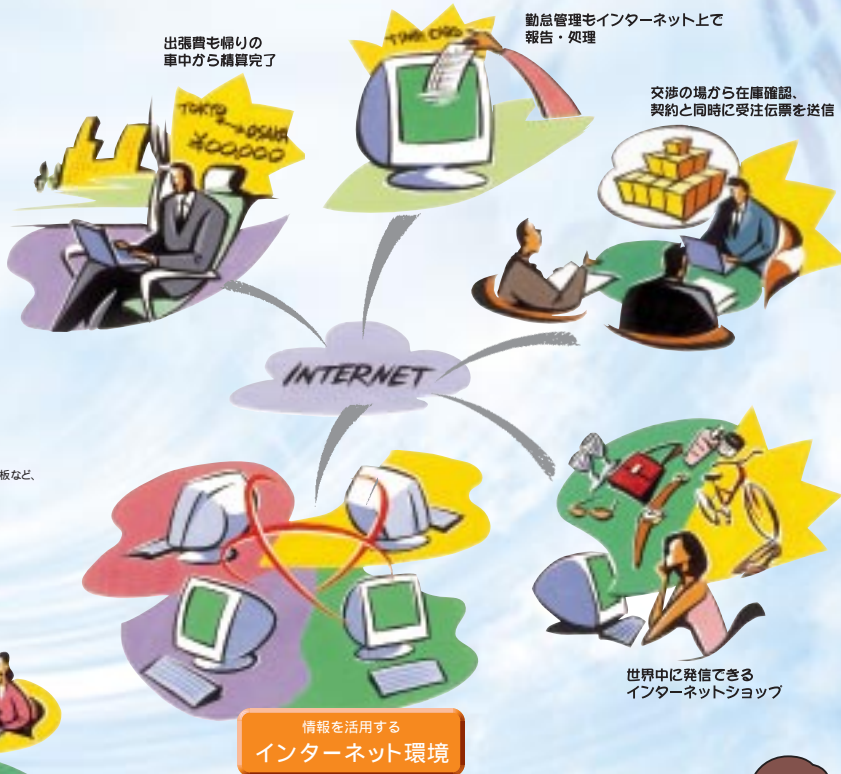 出張費も帰りの
車中から精算完了
TOKYO
OSAKA
¥00,000
TIME CARD
勤怠管理もインターネット上で
報告・処理
交渉の場から在庫確認、
契約と同時に受注伝票を送信
INTERNET
板など、
世界中に発信できる
インターネットショップ
情報を活用する
インターネット環境